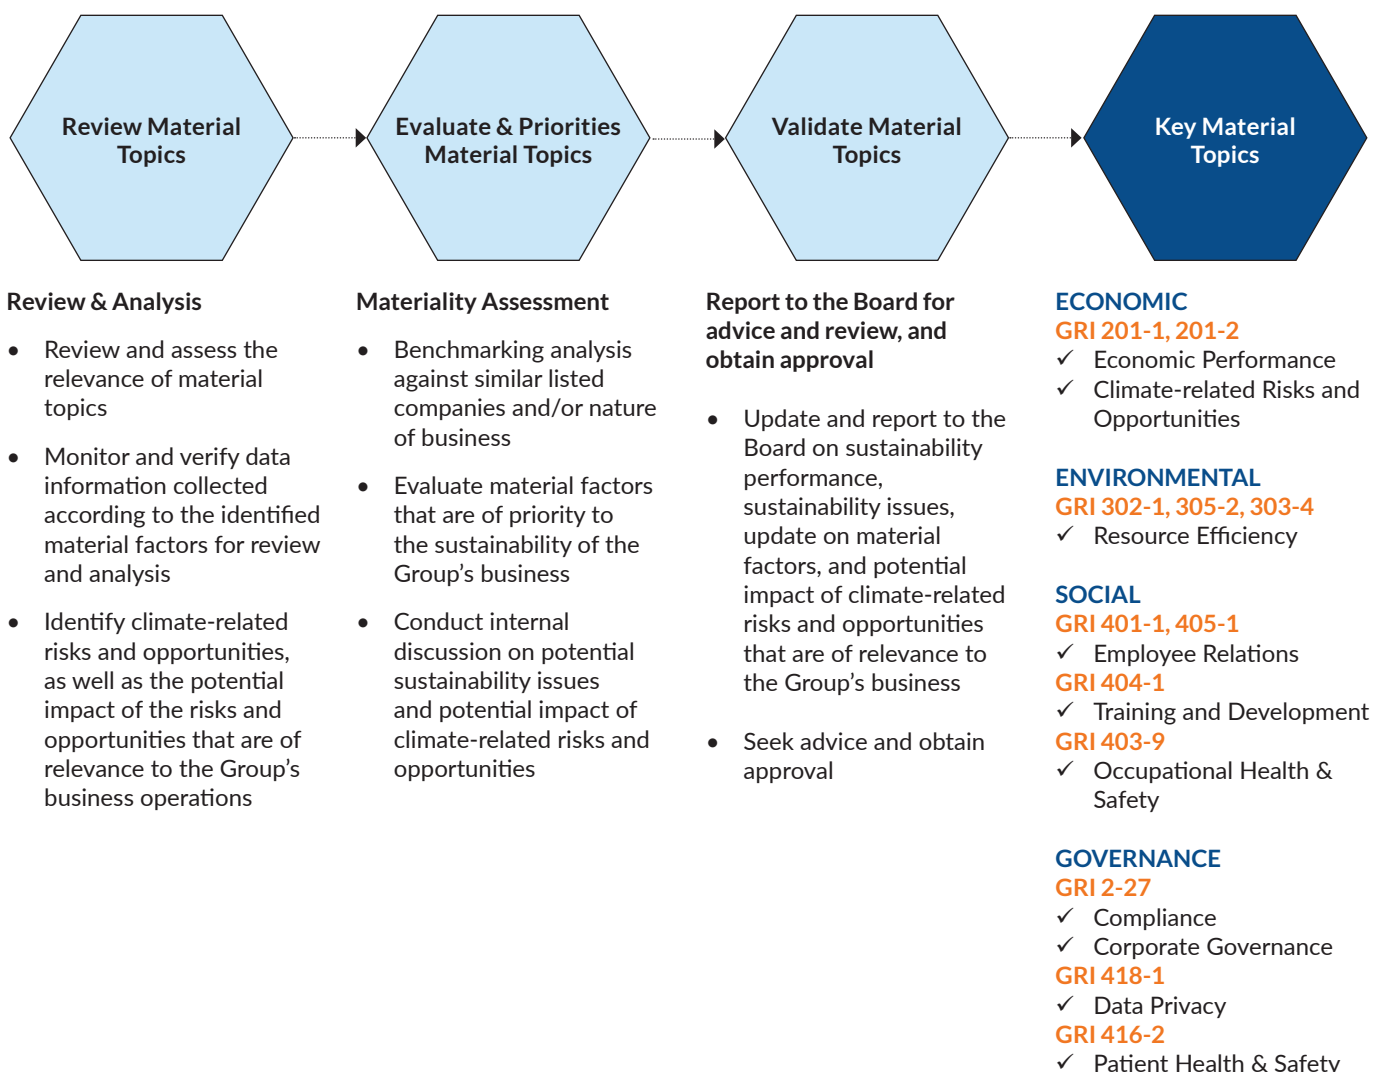 Review Material
Topics
Evaluate & Priorities
Material Topics
Validate Material
Topics
Key Material
Topics
Review & Analysis
• Review and assess the
relevance of material
topics
• Monitor and verify data
information collected
according to the identified
material factors for review
and analysis
• Identify climate-related
risks and opportunities,
as well as the potential
impact of the risks and
opportunities that are of
relevance to the Group's
business operations
Materiality Assessment
• Benchmarking analysis
against similar listed
companies and/or nature
of business
• Evaluate material factors
that are of priority to
the sustainability of the
Group's business
• Conduct internal
discussion on potential
sustainability issues
and potential impact of
climate-related risks and
opportunities
Report to the Board for
advice and review, and
obtain approval
• Update and report to the
Board on sustainability
performance,
sustainability issues,
update on material
factors, and potential
impact of climate-related
risks and opportunities
that are of relevance to
the Group's business
• Seek advice and obtain
approval
ECONOMIC
GRI 201-1, 201-2
✓ Economic Performance
✓ Climate-related Risks and
Opportunities
ENVIRONMENTAL
GRI 302-1, 305-2, 303-4
✓ Resource Efficiency
SOCIAL
GRI 401-1, 405-1
✓ Employee Relations
GRI 404-1
✓ Training and Development
GRI 403-9
✓ Occupational Health &
Safety
GOVERNANCE
GRI 2-27
✓ Compliance
✓ Corporate Governance
GRI 418-1
✓ Data Privacy
GRI 416-2
✓ Patient Health & Safety